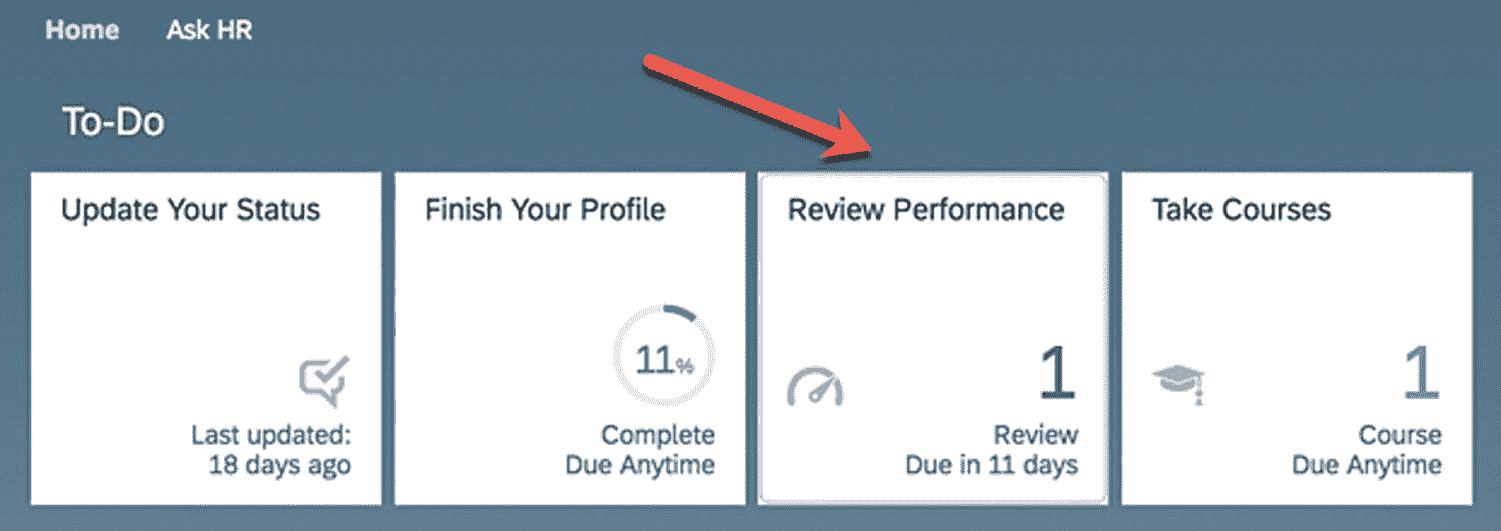 Home Ask HR
To-Do
Update Your Status
Last updated:
18 days ago
Finish Your Profile
11%
Complete
Due Anytime
Review Performance
1
Review
Due in 11 days
Take Courses
1
Course
Due Anytime